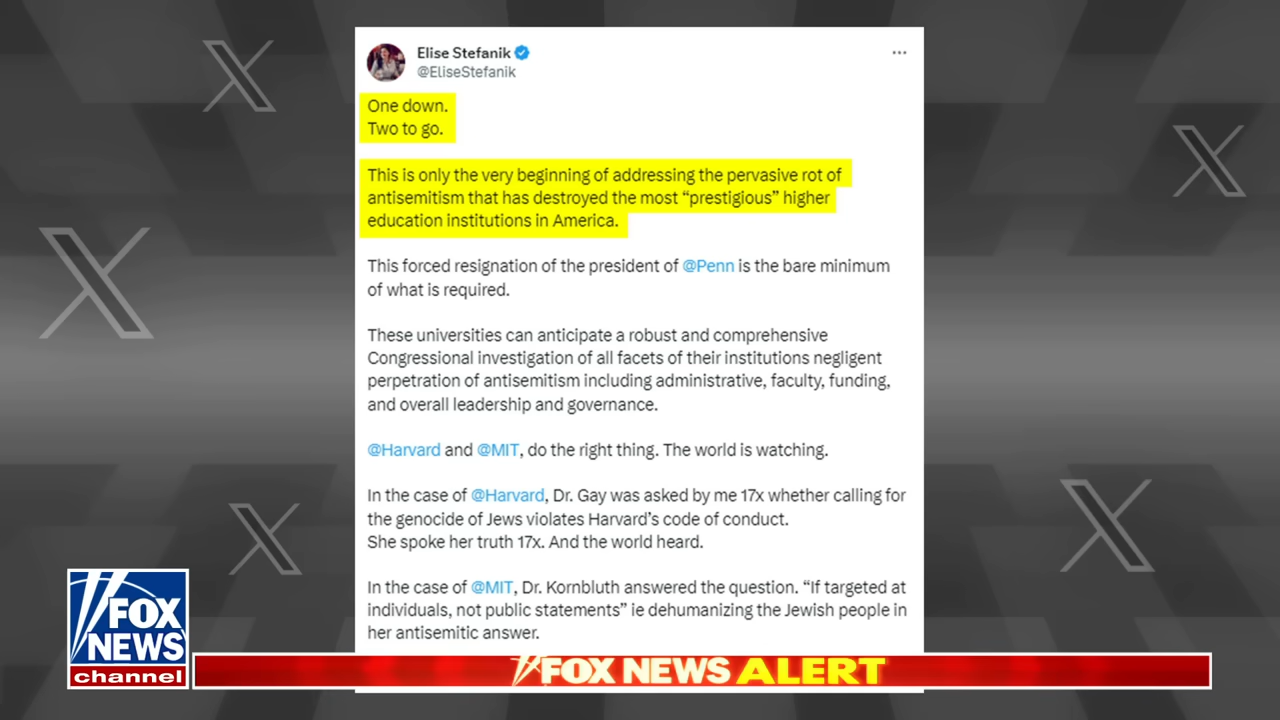 Elise Stefanik
@EliseStefanik
One down.
Two to go.
This is only the very beginning of addressing the pervasive rot of
antisemitism that has destroyed the most “prestigious” higher
education institutions in America.
This forced resignation of the president of @Penn is the bare minimum
of what is required.
These universities can anticipate a robust and comprehensive
Congressional investigation of all facets of their institutions negligent
perpetration of antisemitism including administrative, faculty, funding,
and overall leadership and governance.
@Harvard and @MIT, do the right thing. The world is watching.
In the case of @Harvard, Dr. Gay was asked by me 17x whether calling for
the genocide of Jews violates Harvard’s code of conduct.
She spoke her truth 17x. And the world heard.
In the case of @MIT, Dr. Kornbluth answered the question. “If targeted at
individuals, not public statements” ie dehumanizing the Jewish people in
her antisemitic answer.
FOX
NEWS
channel
FOX NEWS ALERT